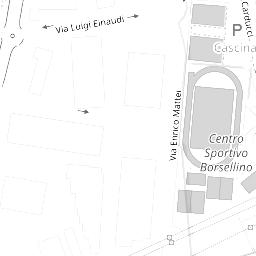 Via Luigi Einaudi
Carducci
P
Cascina
Via Enrico Mattei
Centro
Sportivo
Borsellino